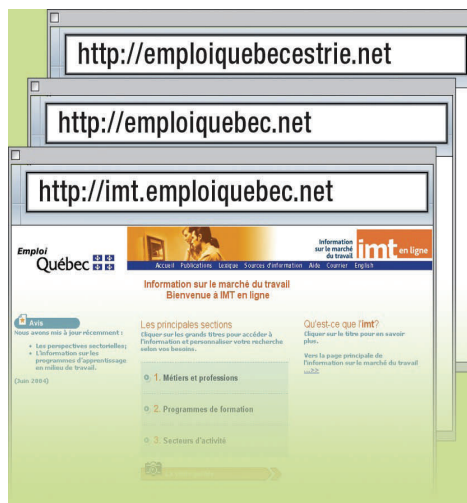 http://emploiquebecestrie.net
http://emploiquebec.net
http://imt.emploiquebec.net
Emploi
Québec
Information
sur le marché
du travail
imt en ligne
Accueil Publications Lexique Sources d'information Aide Courrier English
Information sur le marché du travail
Bienvenue à IMT en ligne
Avis
Nous avons mis à jour récemment :
• Les perspectives sectorielles;
• L'information sur les
programmes d'apprentissage
en milieu de travail.
(Juin 2004)
Les principales sections
Cliquer sur les grands titres pour accéder à
l'information et personnaliser votre recherche
selon vos besoins.
1. Métiers et professions
2. Programmes de formation
3. Secteurs d'activité
Qu'est-ce que l'imt?
Cliquer sur le titre pour en savoir
plus.
Vers la page principale de
l'information sur le marché du travail
...>>